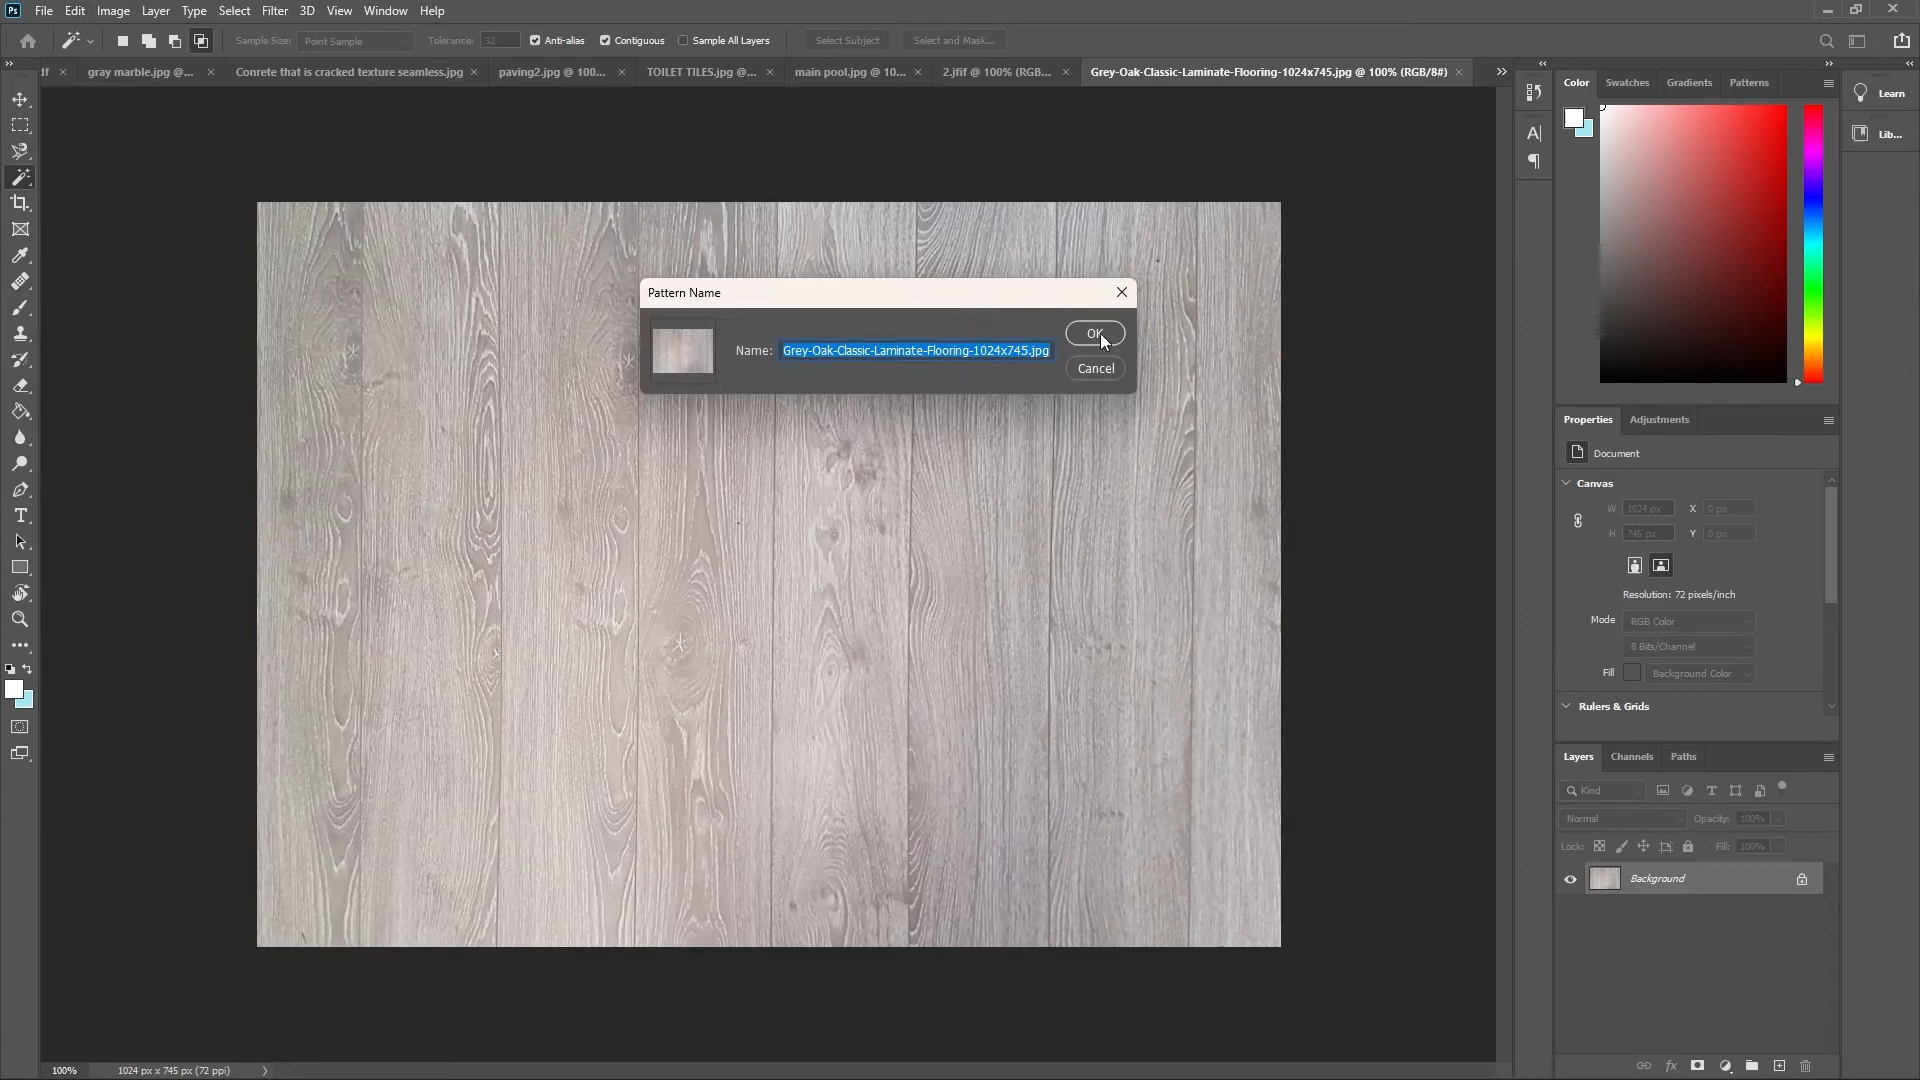 Ps File Edit Image Layer Type Select Filter 3D View Window Help
Sample Size: Point Sample Tolerance: 32 Anti-alias Contiguous Sample All Layers Select Subject Select and Mask...
gray marble.jpg @... Conrete that is cracked texture seamless.jpg paving2.jpg @ 100... TOILET TILES.jpg @... main pool.jpg @ 10... 2.jfif @ 100% (RGB... Grey-Oak-Classic-Laminate-Flooring-1024x745.jpg @ 100% (RGB/8#)
Color Swatches Gradients Patterns
Learn
Lib...
Pattern Name
Name: Grey-Oak-Classic-Laminate-Flooring-1024x745.jpg
OK
Cancel
Properties Adjustments
Document
Canvas
W 1024 px X 0 px
H 745 px Y 0 px
Resolution: 72 pixels/inch
Mode RGB Color
8 Bits/Channel
Fill Background Color
Rulers & Grids
Layers Channels Paths
Kind
Normal Opacity: 100%
Lock: Fill: 100%
Background
100% 1024 px x 745 px (72 ppi)